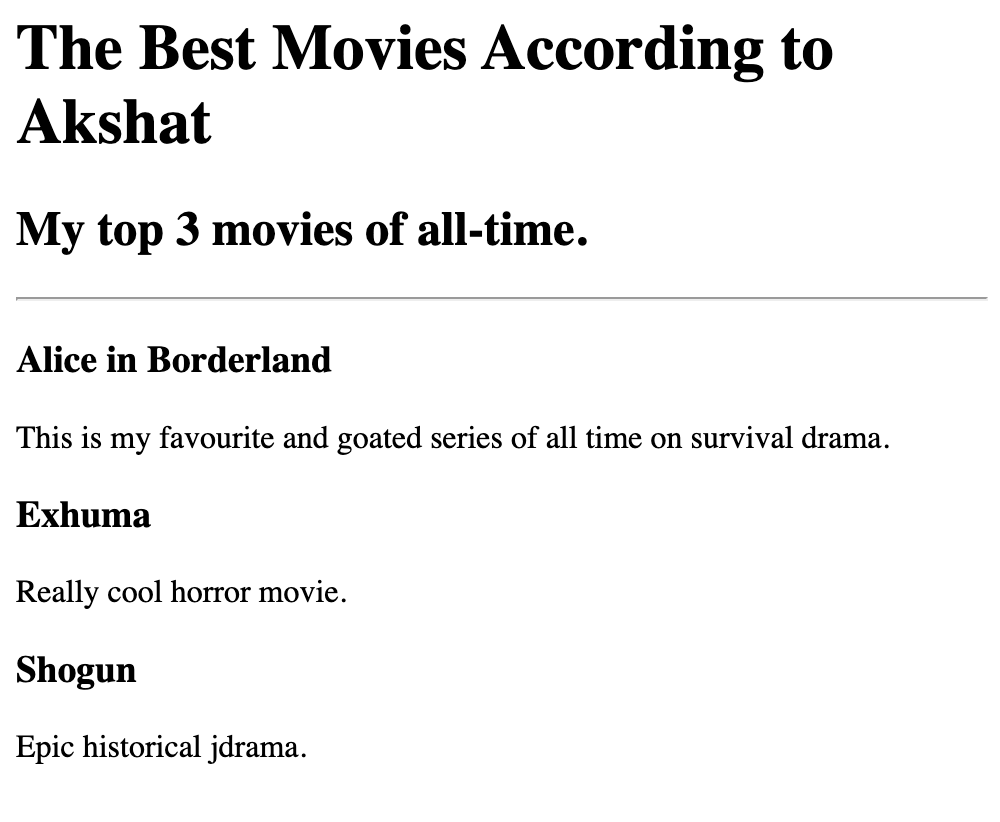 The Best Movies According to
Akshat
My top 3 movies of all-time.
Alice in Borderland
This is my favourite and goated series of all time on survival drama.
Exhuma
Really cool horror movie.
Shogun
Epic historical jdrama.